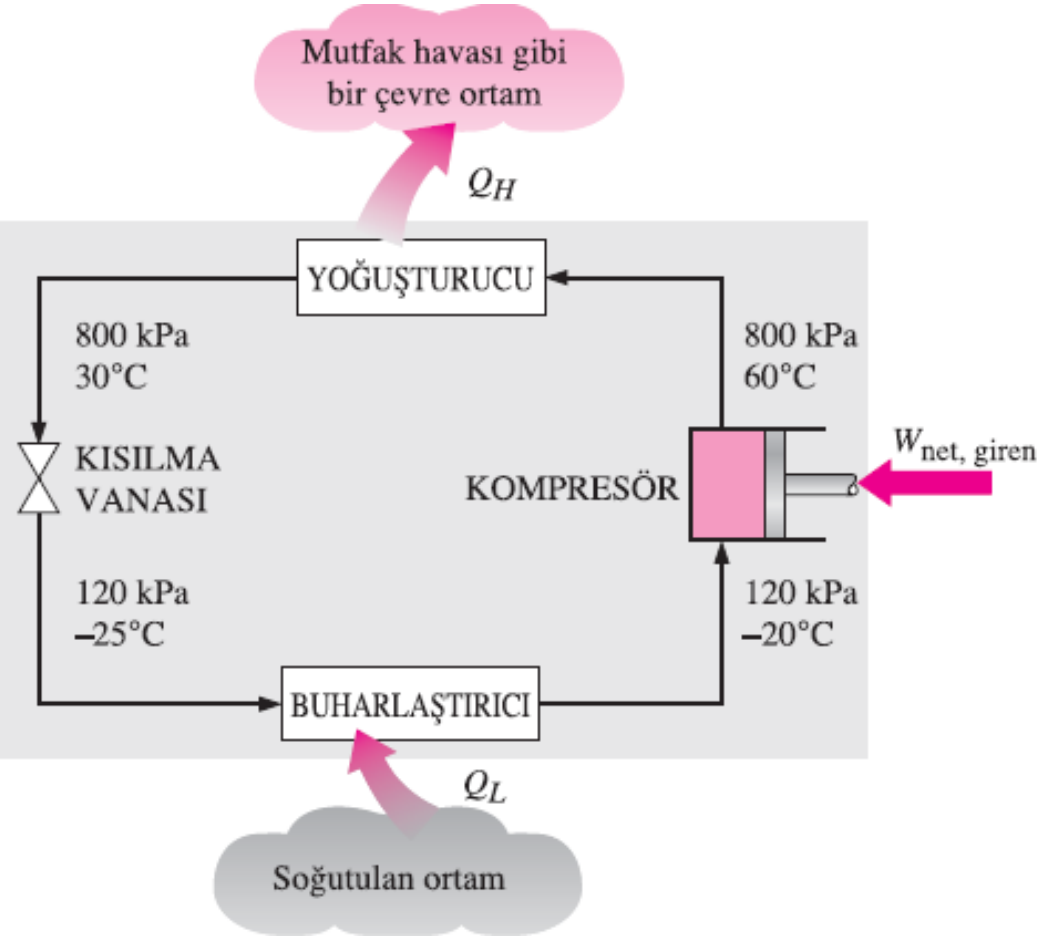 Mutfak havası gibi
bir çevre ortam
Q_H
YOĞUŞTURUCU
800 kPa
30°C
800 kPa
60°C
KISILMA
VANASI
KOMPRESÖR
W_net, giren
120 kPa
–25°C
120 kPa
–20°C
BUHARLAŞTIRICI
Q_L
Soğutulan ortam